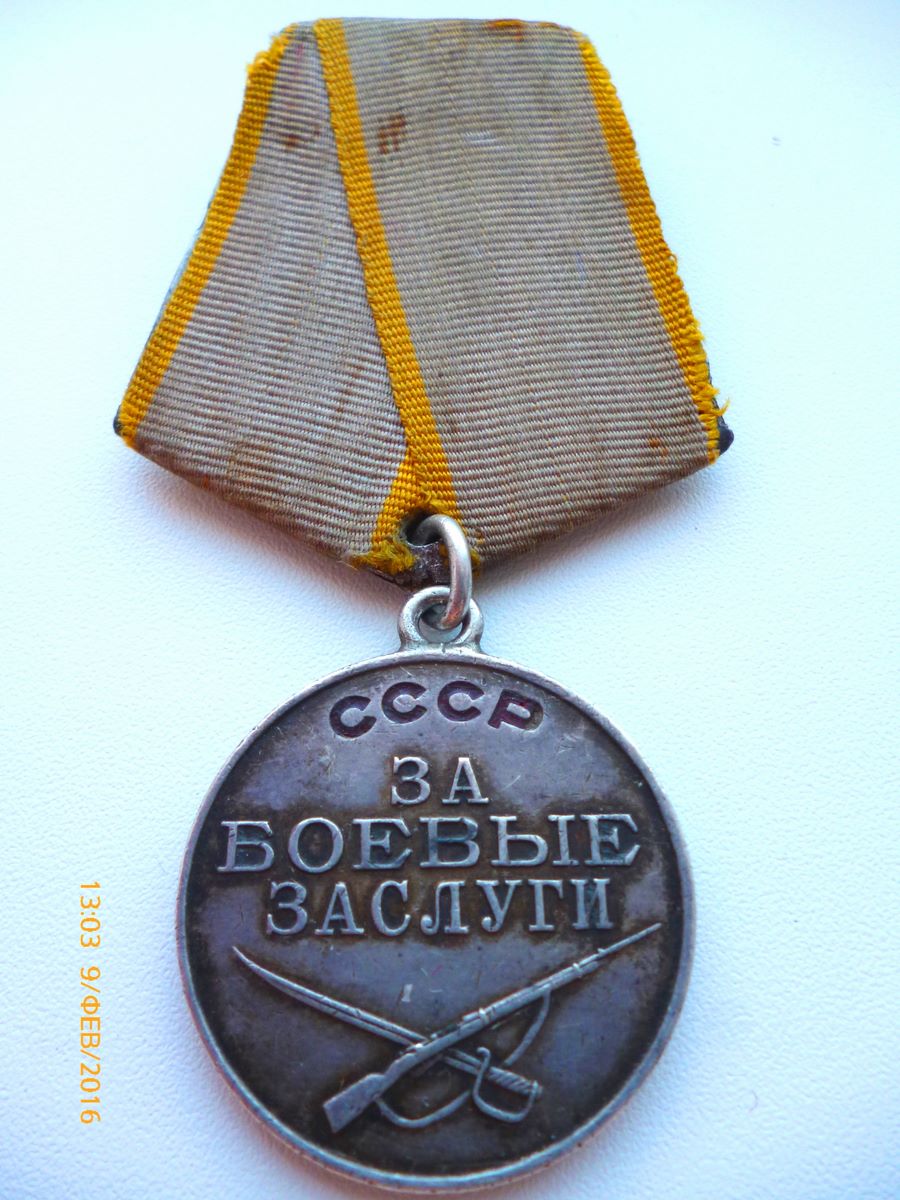 СССР
ЗА
БОЕВЫЕ
ЗАСЛУГИ
13:03 9/ФЕВ/2016